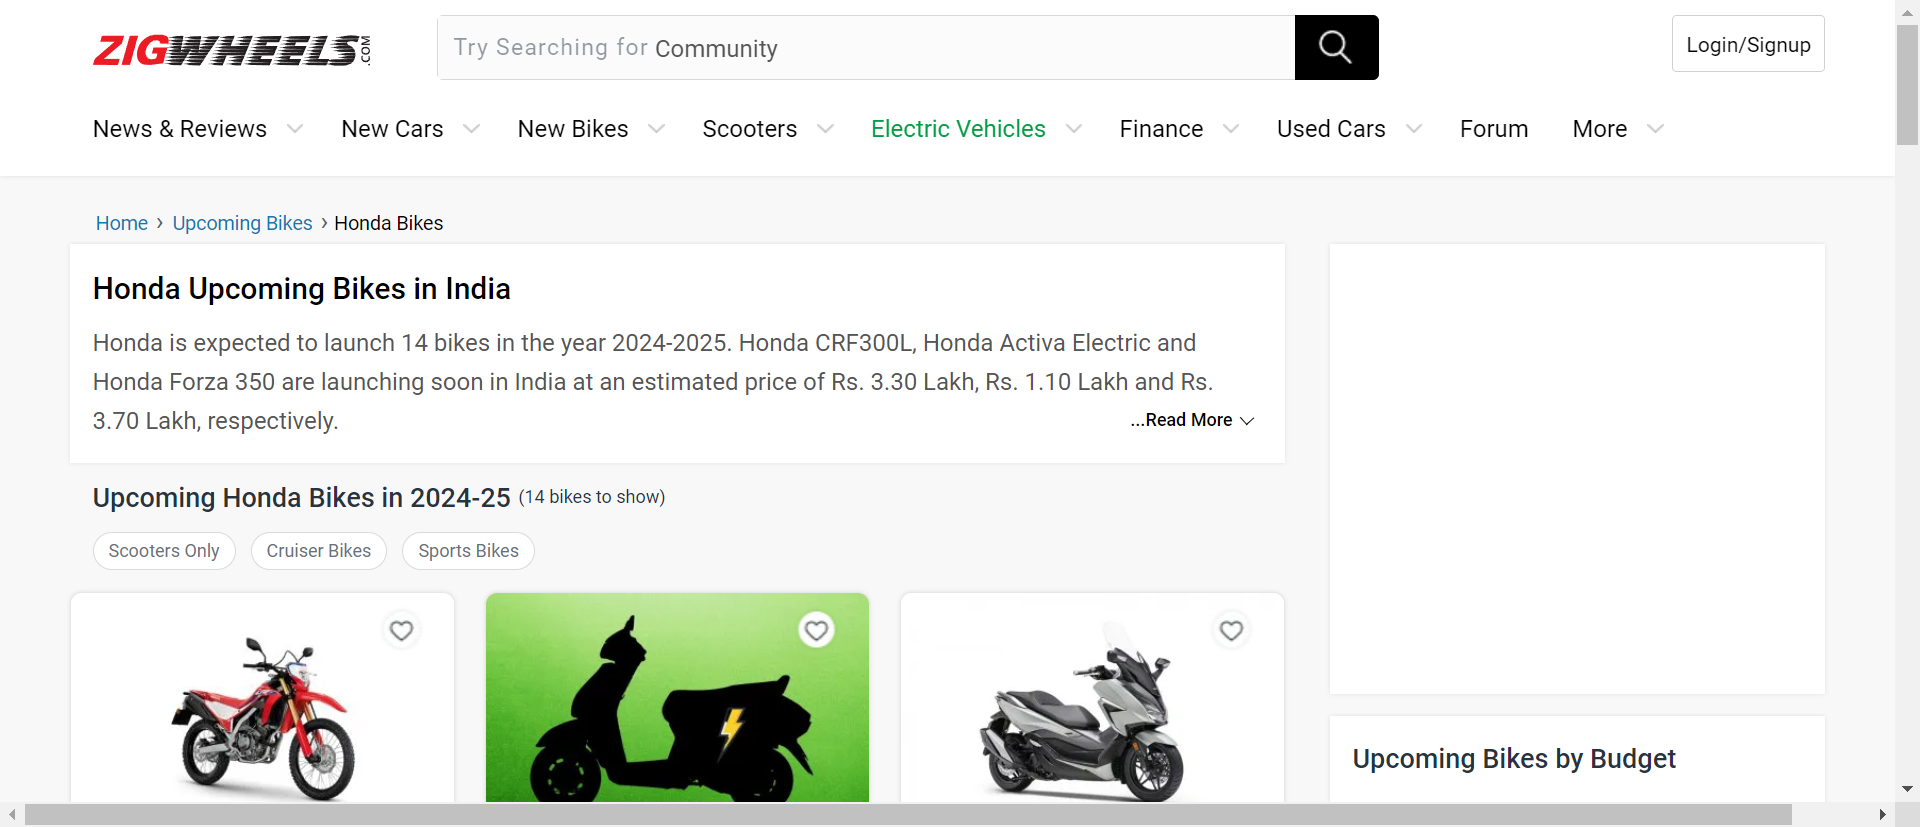 ZIGWHEELS.COM
Try Searching for Community
Login/Signup
News & Reviews New Cars New Bikes Scooters Electric Vehicles Finance Used Cars Forum More
Home › Upcoming Bikes › Honda Bikes
Honda Upcoming Bikes in India
Honda is expected to launch 14 bikes in the year 2024-2025. Honda CRF300L, Honda Activa Electric and
Honda Forza 350 are launching soon in India at an estimated price of Rs. 3.30 Lakh, Rs. 1.10 Lakh and Rs.
3.70 Lakh, respectively. ...Read More
Upcoming Honda Bikes in 2024-25 (14 bikes to show)
Scooters Only Cruiser Bikes Sports Bikes
Upcoming Bikes by Budget